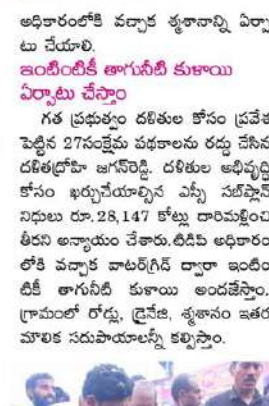 అధికారంలోకి వచ్చాక శ్మశానాన్ని ఏర్పా
టు చేయాలి.
ఇంటింటికీ తాగునీటి కుళాయి
ఏర్పాటు చేస్తాం
గత ప్రభుత్వం దళితుల కోసం ప్రవేశ
పెట్టిన 27సంక్షేమ పథకాలను రద్దు చేసిన
దళితద్రోహి జగన్‌రెడ్డి. దళితుల అభివృద్ధి
కోసం ఖర్చుచేయాల్సిన ఎస్సీ సబ్‌ప్లాన్
నిధులు రూ.28,147 కోట్లు దారిమల్లించి
తీరని అన్యాయం చేశారు.టిడిపి అధికారం
లోకి వచ్చాక వాటర్‌గ్రిడ్ ద్వారా ఇంటిం
టికీ తాగునీటి కుళాయి అందజేస్తాం.
గ్రామంలో రోడ్లు, డ్రైనేజి, శ్మశానం ఇతర
మౌలిక సదుపాయాలన్నీ కల్పిస్తాం.